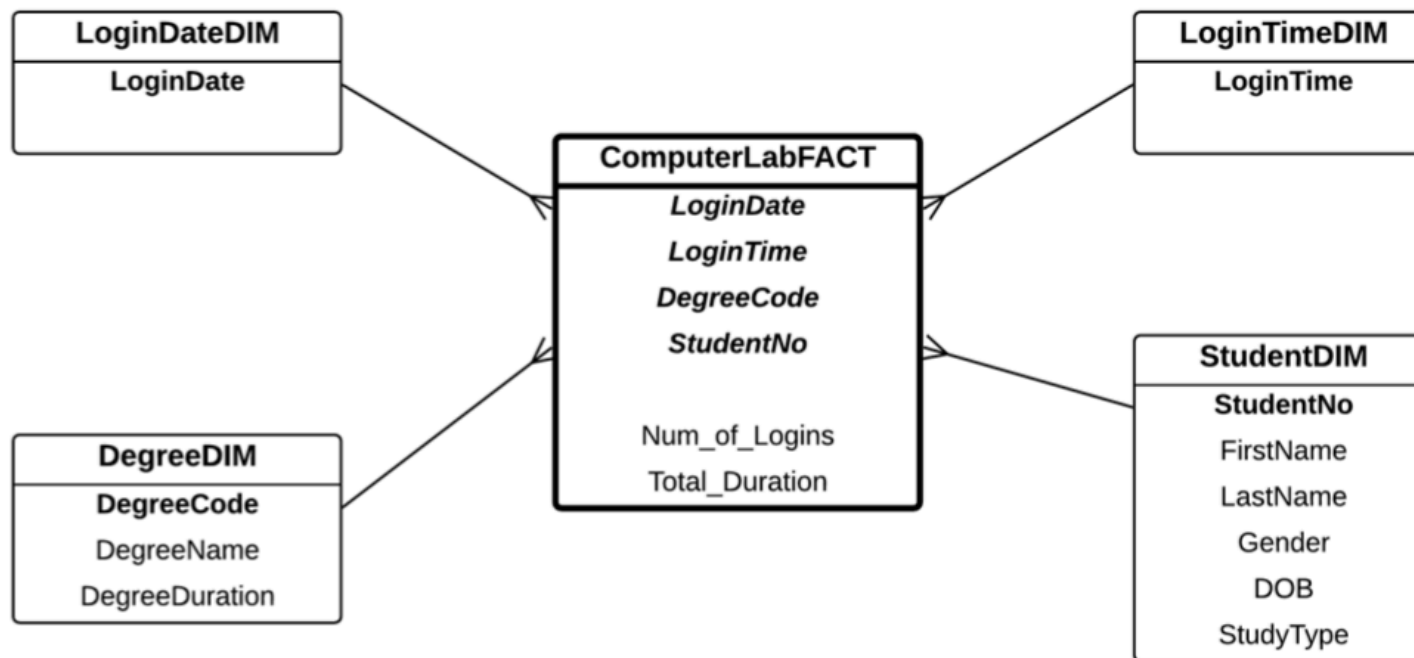 LoginDateDIM
LoginDate
LoginTimeDIM
LoginTime
ComputerLabFACT
LoginDate
LoginTime
DegreeCode
StudentNo
Num_of_Logins
Total_Duration
DegreeDIM
DegreeCode
DegreeName
DegreeDuration
StudentDIM
StudentNo
FirstName
LastName
Gender
DOB
StudyType